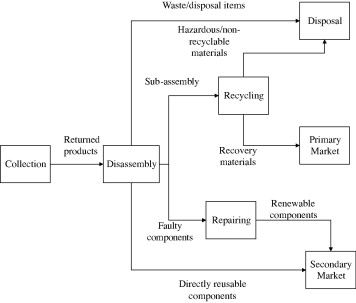 Waste/disposal items
Disposal
Hazardous/non-
recyclable
materials
Sub-assembly
Recycling
Returned
products
Primary
Market
Recovery
materials
Collection
Disassembly
Renewable
components
Repairing
Faulty
components
Secondary
Market
Directly reusable
components